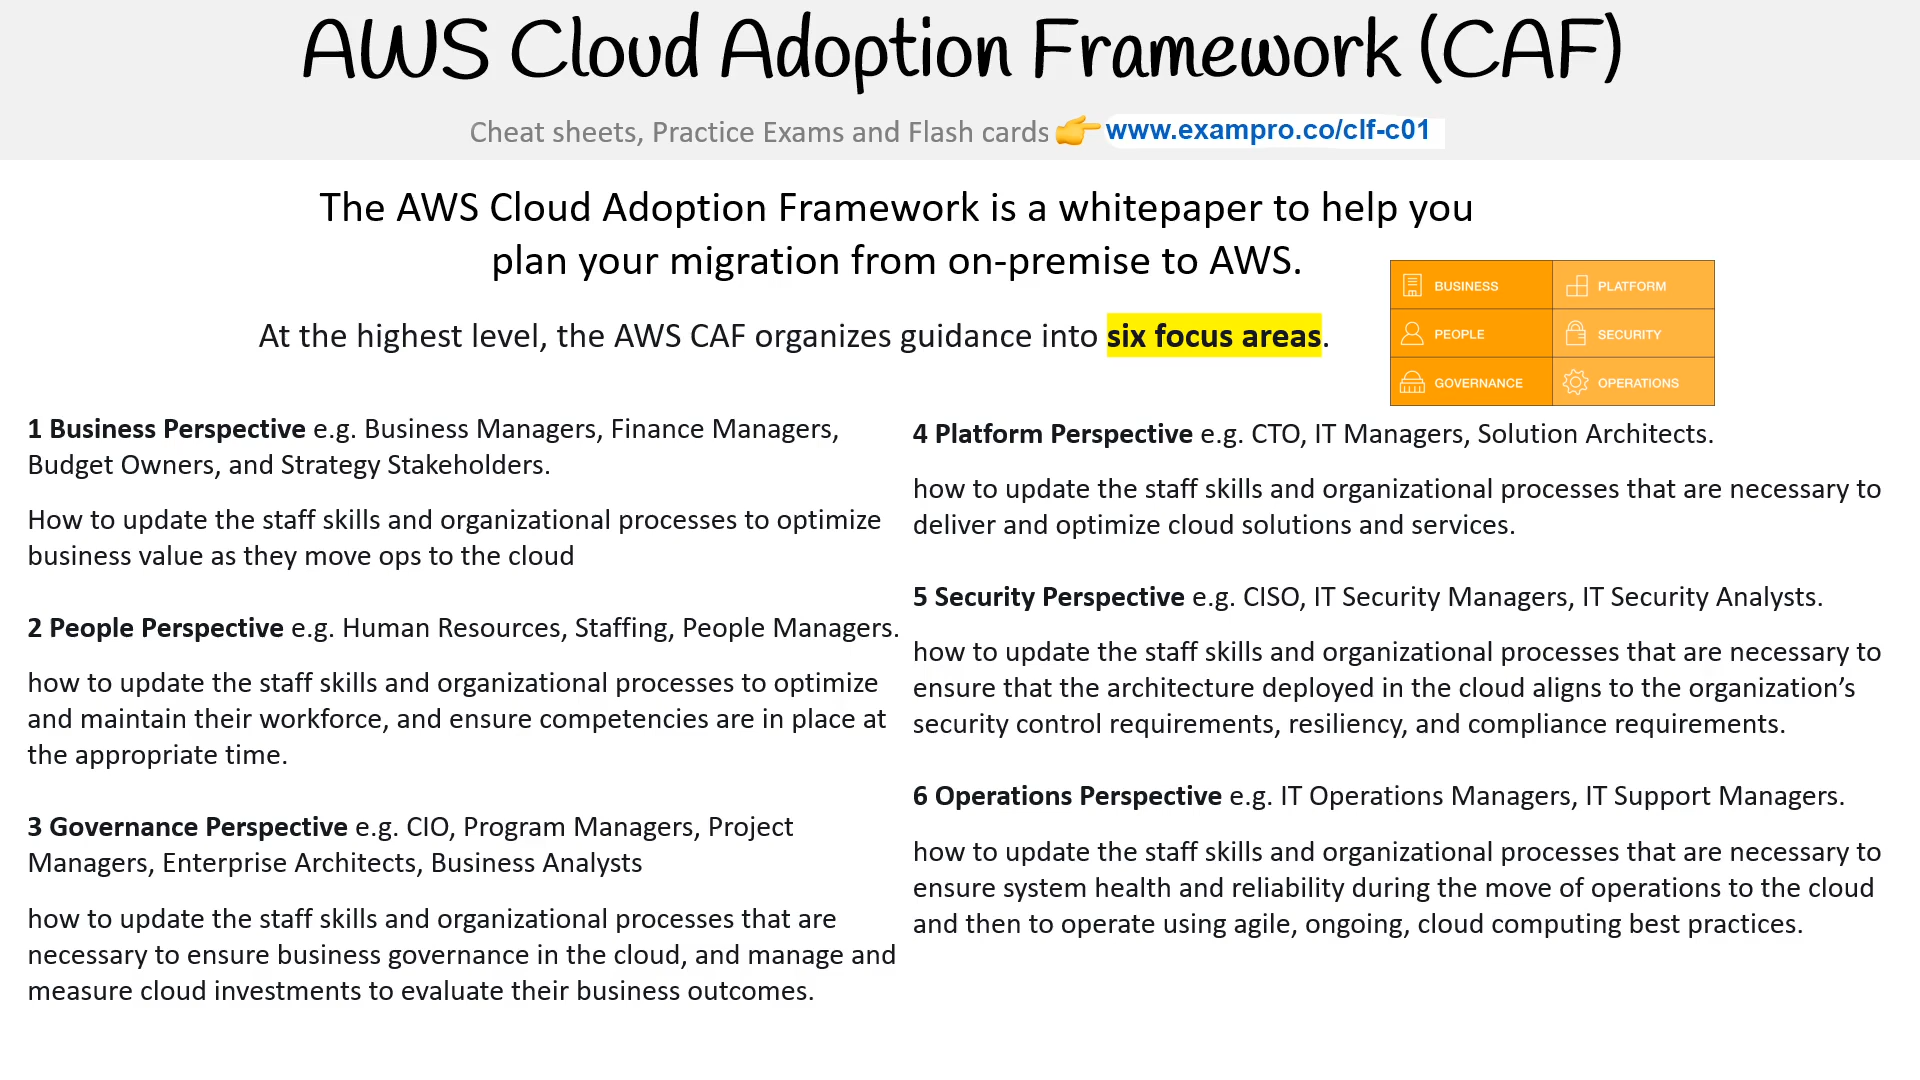 AWS Cloud Adoption Framework (CAF)
Cheat sheets, Practice Exams and Flash cards 👉 www.exampro.co/clf-c01
The AWS Cloud Adoption Framework is a whitepaper to help you
plan your migration from on-premise to AWS.
At the highest level, the AWS CAF organizes guidance into six focus areas.
BUSINESS
PLATFORM
PEOPLE
SECURITY
GOVERNANCE
OPERATIONS
1 Business Perspective e.g. Business Managers, Finance Managers,
Budget Owners, and Strategy Stakeholders.
How to update the staff skills and organizational processes to optimize
business value as they move ops to the cloud
2 People Perspective e.g. Human Resources, Staffing, People Managers.
how to update the staff skills and organizational processes to optimize
and maintain their workforce, and ensure competencies are in place at
the appropriate time.
3 Governance Perspective e.g. CIO, Program Managers, Project
Managers, Enterprise Architects, Business Analysts
how to update the staff skills and organizational processes that are
necessary to ensure business governance in the cloud, and manage and
measure cloud investments to evaluate their business outcomes.
4 Platform Perspective e.g. CTO, IT Managers, Solution Architects.
how to update the staff skills and organizational processes that are necessary to
deliver and optimize cloud solutions and services.
5 Security Perspective e.g. CISO, IT Security Managers, IT Security Analysts.
how to update the staff skills and organizational processes that are necessary to
ensure that the architecture deployed in the cloud aligns to the organization’s
security control requirements, resiliency, and compliance requirements.
6 Operations Perspective e.g. IT Operations Managers, IT Support Managers.
how to update the staff skills and organizational processes that are necessary to
ensure system health and reliability during the move of operations to the cloud
and then to operate using agile, ongoing, cloud computing best practices.